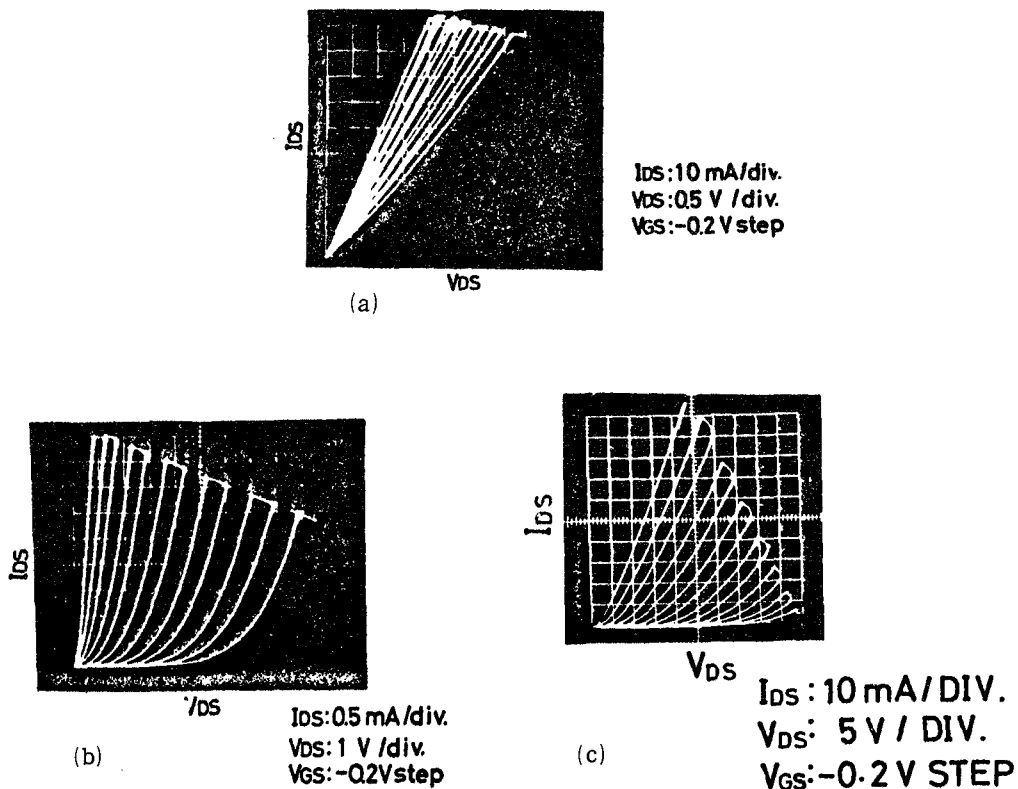 IDS
IDS:10 mA/div.
VDS:0.5 V /div.
VGS:-0.2 V step
VDS
(a)
IDS
VDS
IDS:0.5 mA/div.
VDS: 1 V /div.
VGS:-0.2V step
(b)
IDS
VDS
IDS : 10 mA/DIV.
VDS: 5 V / DIV.
VGS:-0.2 V STEP
(c)